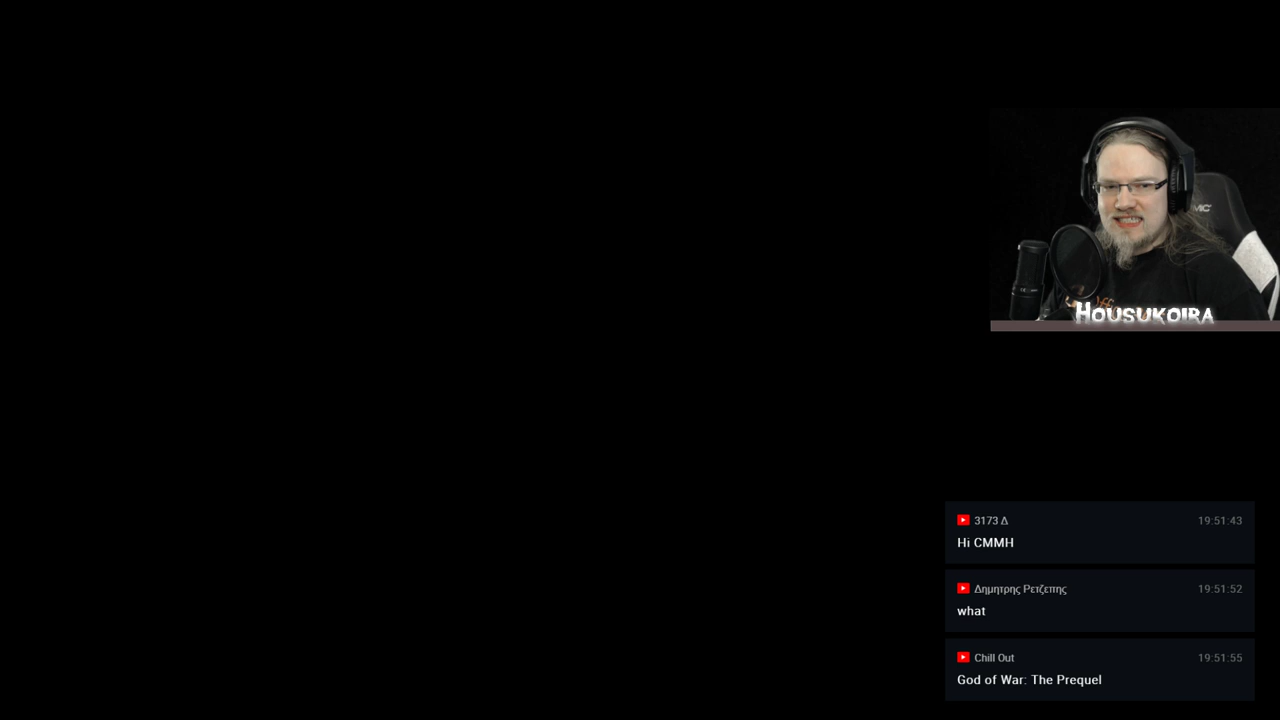 MC
HOUSUKOIRA
3173 Δ 19:51:43
Hi CMMH
Δημητρης Ρετζεπης 19:51:52
what
Chill Out 19:51:55
God of War: The Prequel